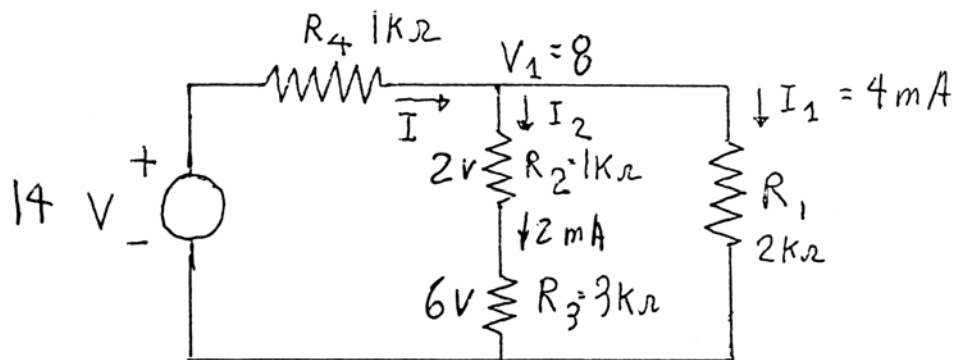 R4 1KΩ
V1 = 8
I
I2
I1 = 4mA
+
14 V
-
2v
R2=1KΩ
R1
2KΩ
2mA
6v
R3=3KΩ